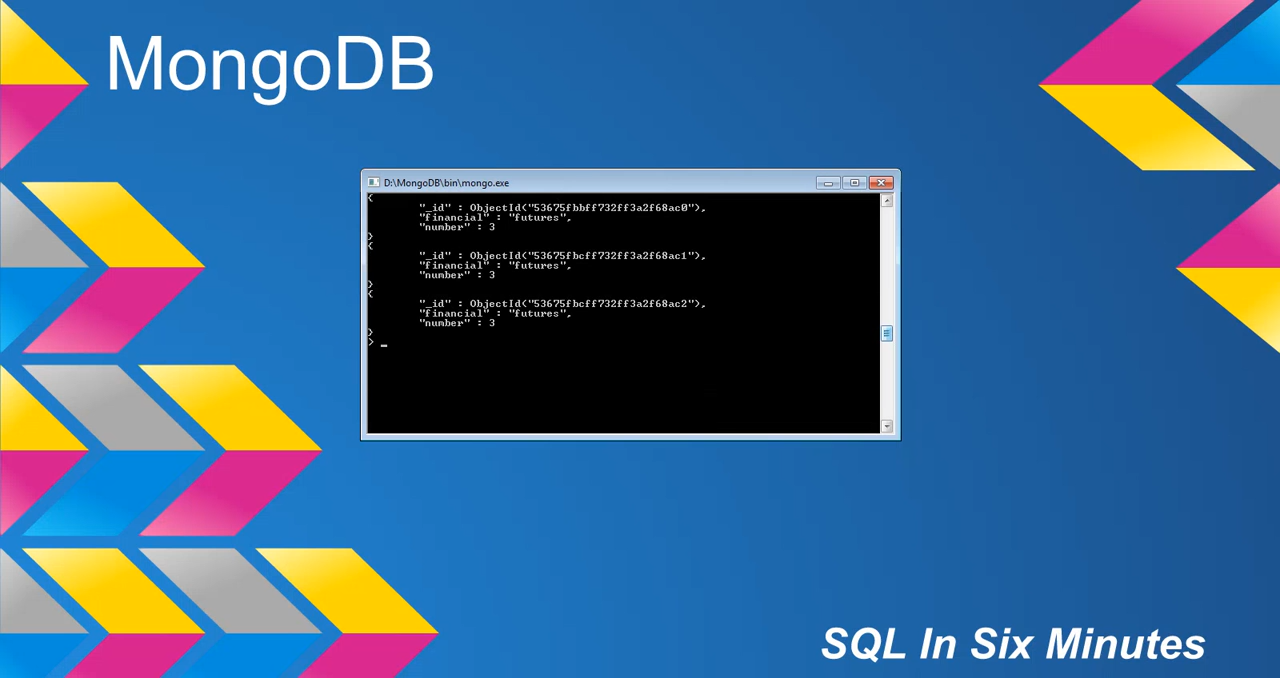 MongoDB
D:\MongoDB\bin\mongo.exe
{
"_id" : ObjectId("53675fbbff732ff3a2f68ac0"),
"financial" : "futures",
"number" : 3
}
{
"_id" : ObjectId("53675fbcff732ff3a2f68ac1"),
"financial" : "futures",
"number" : 3
}
{
"_id" : ObjectId("53675fbcff732ff3a2f68ac2"),
"financial" : "futures",
"number" : 3
}
> _
SQL In Six Minutes